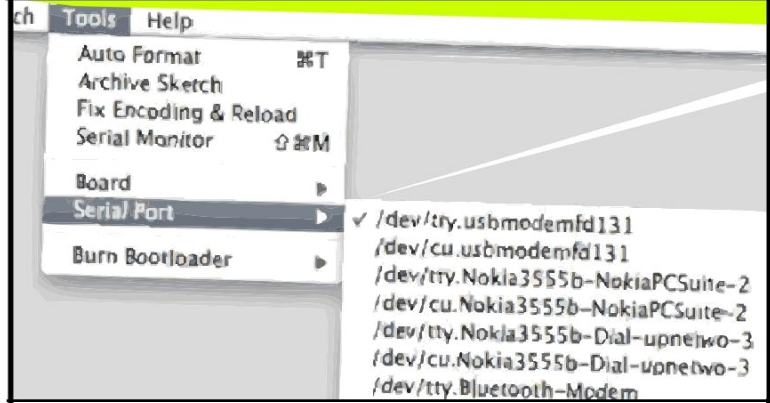 ch Tools Help
Auto Format ⌘T
Archive Sketch
Fix Encoding & Reload
Serial Monitor ⇧⌘M
Board ▶
Serial Port ▶
Burn Bootloader ▶
✓ /dev/tty.usbmodemfd131
/dev/cu.usbmodemfd131
/dev/tty.Nokia3555b-NokiaPCSuite-2
/dev/cu.Nokia3555b-NokiaPCSuite-2
/dev/tty.Nokia3555b-Dial-upnetwo-3
/dev/cu.Nokia3555b-Dial-upnetwo-3
/dev/tty.Bluetooth-Modem